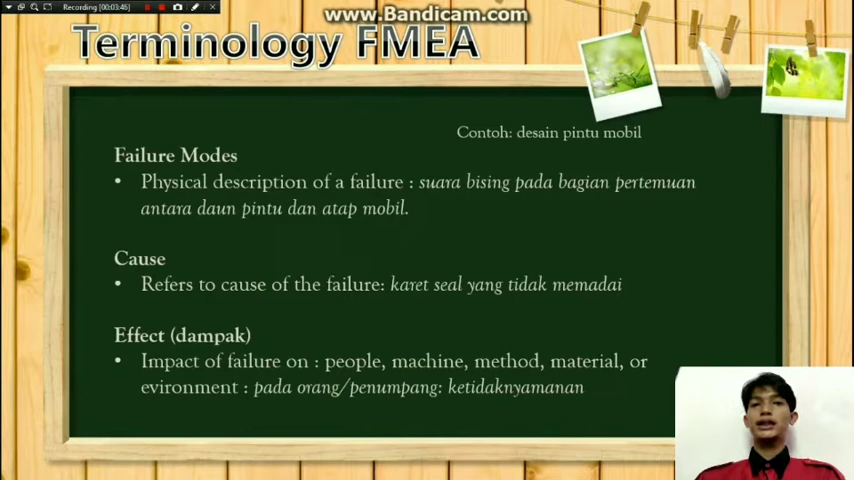 Recording [00:03:46]
www.Bandicam.com
Terminology FMEA
Contoh: desain pintu mobil
Failure Modes
• Physical description of a failure : suara bising pada bagian pertemuan
antara daun pintu dan atap mobil.
Cause
• Refers to cause of the failure: karet seal yang tidak memadai
Effect (dampak)
• Impact of failure on : people, machine, method, material, or
evironment : pada orang/penumpang: ketidaknyamanan